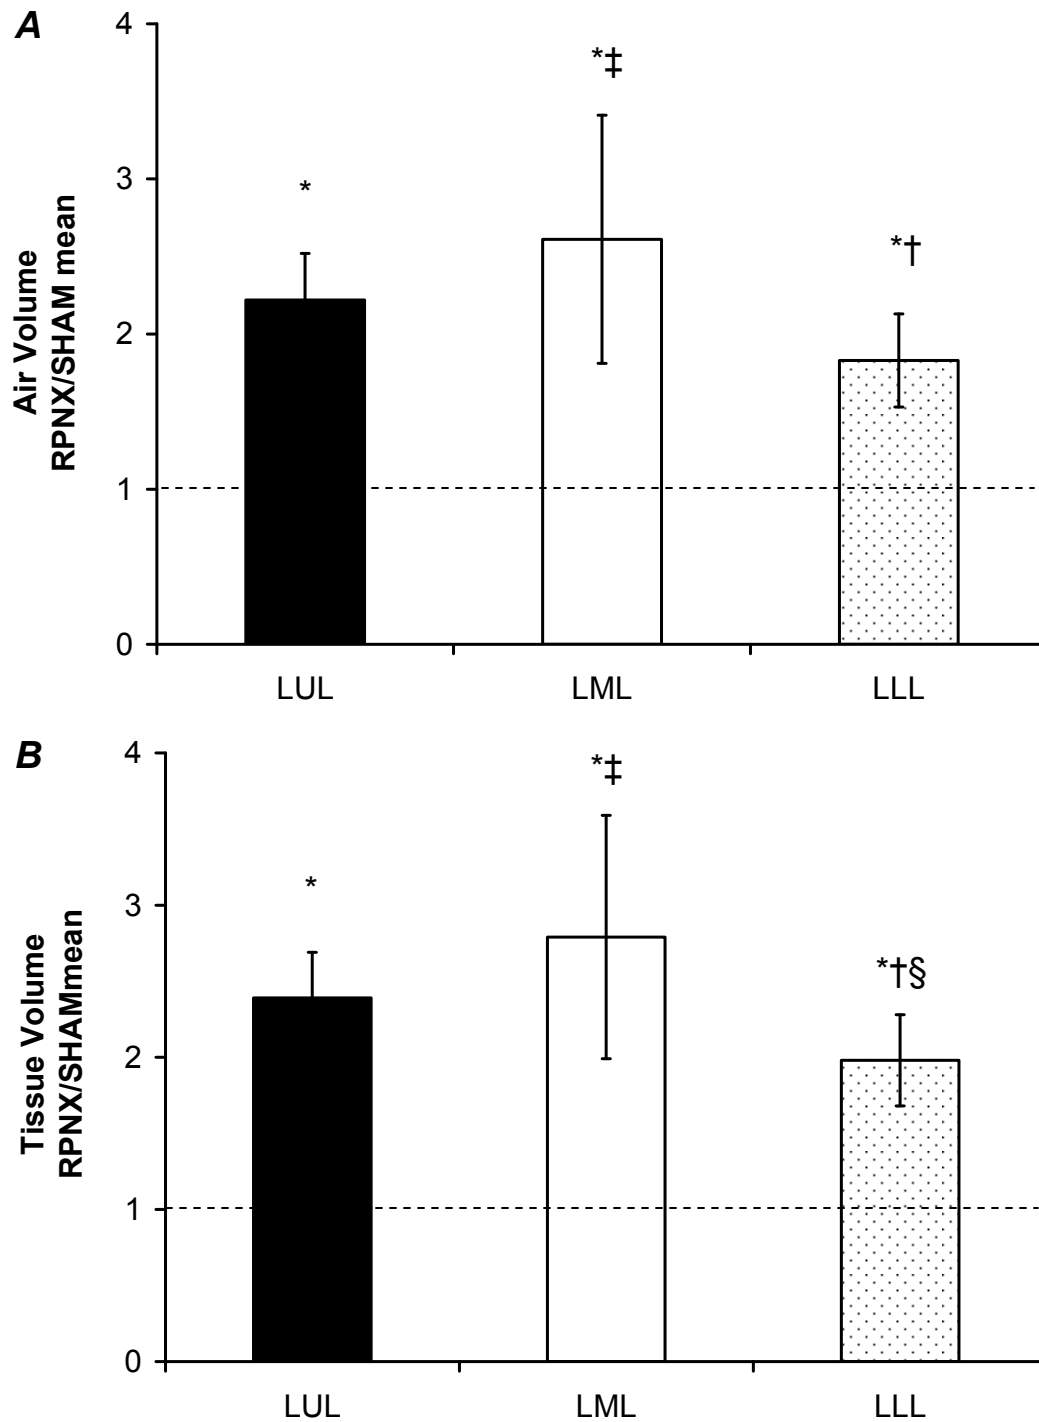 A
4
3
2
1
0
Air Volume
RPNX/SHAM mean
*
*‡
*†
LUL LML LLL
B
4
3
2
1
0
Tissue Volume
RPNX/SHAMmean
*
*‡
*†§
LUL LML LLL